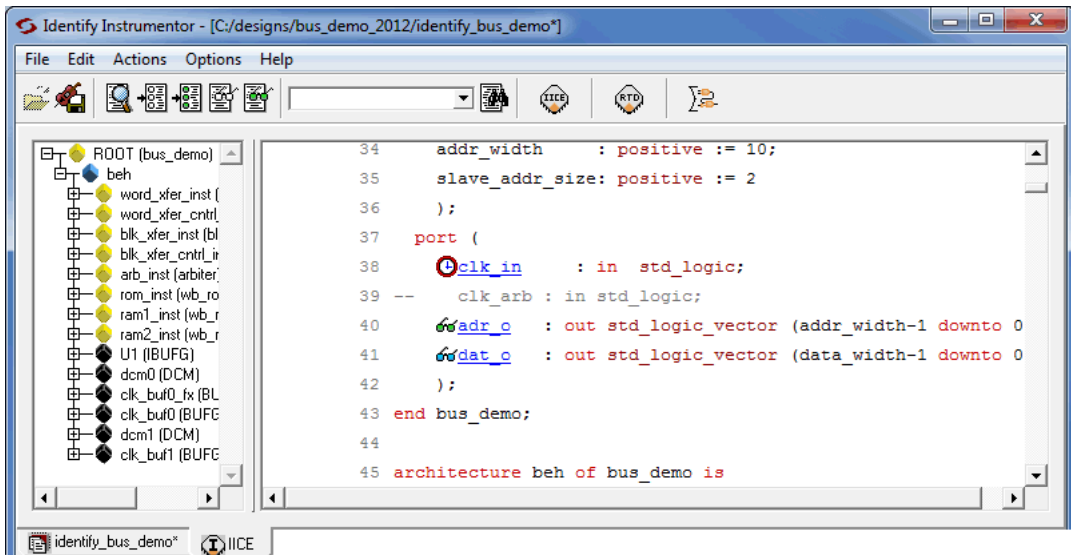 Identify Instrumentor - [C:/designs/bus_demo_2012/identify_bus_demo*]
File Edit Actions Options Help
IICE RTD
ROOT (bus_demo)
beh
word_xfer_inst (
word_xfer_cntrl_
blk_xfer_inst (bl
blk_xfer_cntrl_ir
arb_inst (arbiter)
rom_inst (wb_ro
ram1_inst (wb_r
ram2_inst (wb_r
U1 (IBUFG)
dcm0 (DCM)
clk_buf0_fx (BU
clk_buf0 (BUFG
dcm1 (DCM)
clk_buf1 (BUFG
34 addr_width : positive := 10;
35 slave_addr_size: positive := 2
36 );
37 port (
38 clk_in : in std_logic;
39 -- clk_arb : in std_logic;
40 adr_o : out std_logic_vector (addr_width-1 downto 0
41 dat_o : out std_logic_vector (data_width-1 downto 0
42 );
43 end bus_demo;
44
45 architecture beh of bus_demo is
identify_bus_demo* I IICE